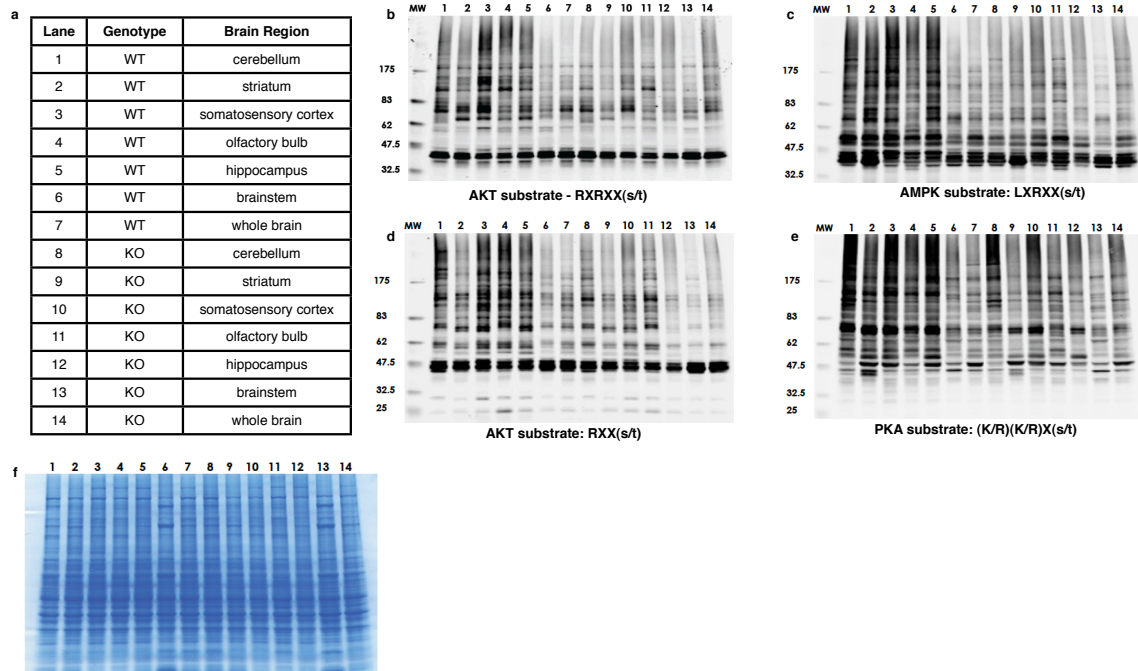 a
Lane Genotype Brain Region
1 WT cerebellum
2 WT striatum
3 WT somatosensory cortex
4 WT olfactory bulb
5 WT hippocampus
6 WT brainstem
7 WT whole brain
8 KO cerebellum
9 KO striatum
10 KO somatosensory cortex
11 KO olfactory bulb
12 KO hippocampus
13 KO brainstem
14 KO whole brain
b
MW 1 2 3 4 5 6 7 8 9 10 11 12 13 14
175
83
62
47.5
32.5
AKT substrate - RXRXX(s/t)
c
MW 1 2 3 4 5 6 7 8 9 10 11 12 13 14
175
83
62
47.5
32.5
AMPK substrate: LXRXX(s/t)
d
MW 1 2 3 4 5 6 7 8 9 10 11 12 13 14
175
83
62
47.5
32.5
25
AKT substrate: RXX(s/t)
e
MW 1 2 3 4 5 6 7 8 9 10 11 12 13 14
175
83
62
47.5
32.5
25
PKA substrate: (K/R)(K/R)X(s/t)
f
1 2 3 4 5 6 7 8 9 10 11 12 13 14